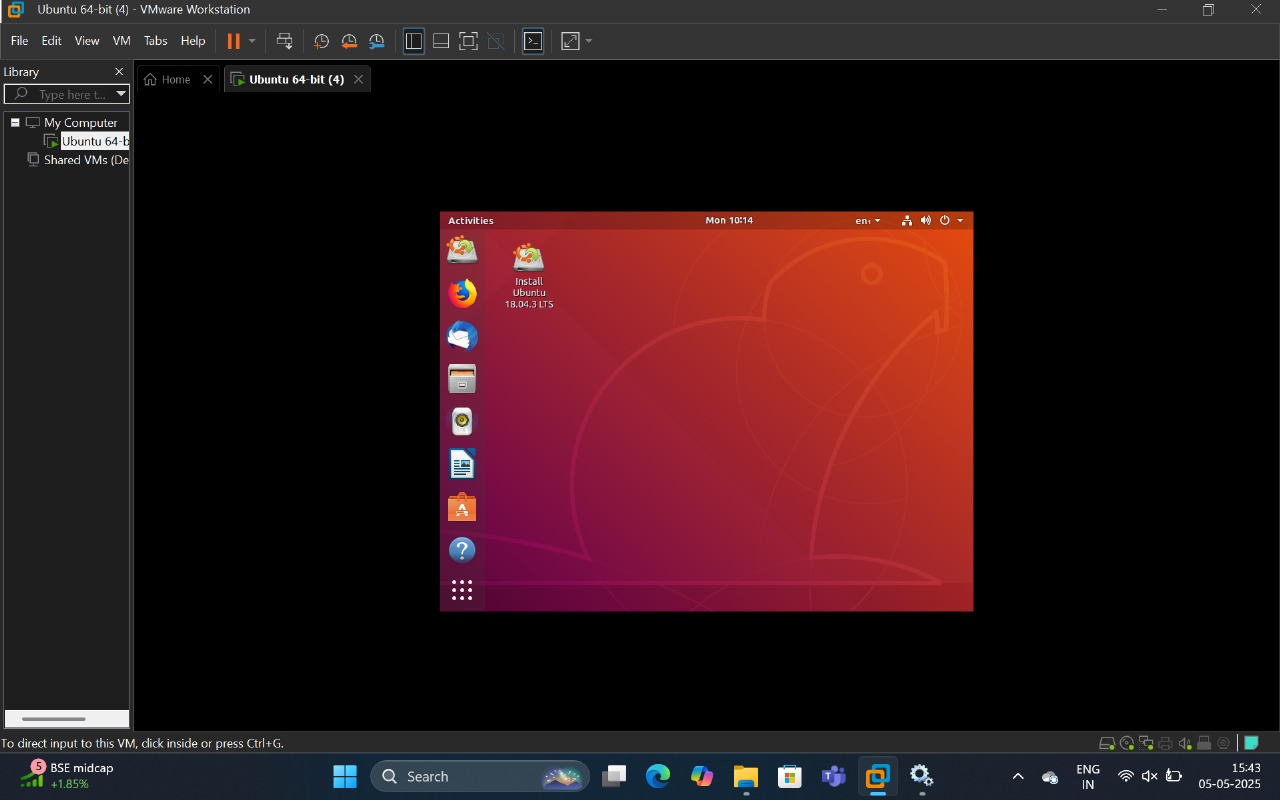 Ubuntu 64-bit (4) - VMware Workstation
File Edit View VM Tabs Help
Library
Type here t...
Home
Ubuntu 64-bit (4)
My Computer
Ubuntu 64-b
Shared VMs (De
Activities
Mon 10:14
en₁
Install
Ubuntu
18.04.3 LTS
To direct input to this VM, click inside or press Ctrl+G.
5
BSE midcap
+1.85%
Search
ENG
IN
15:43
05-05-2025